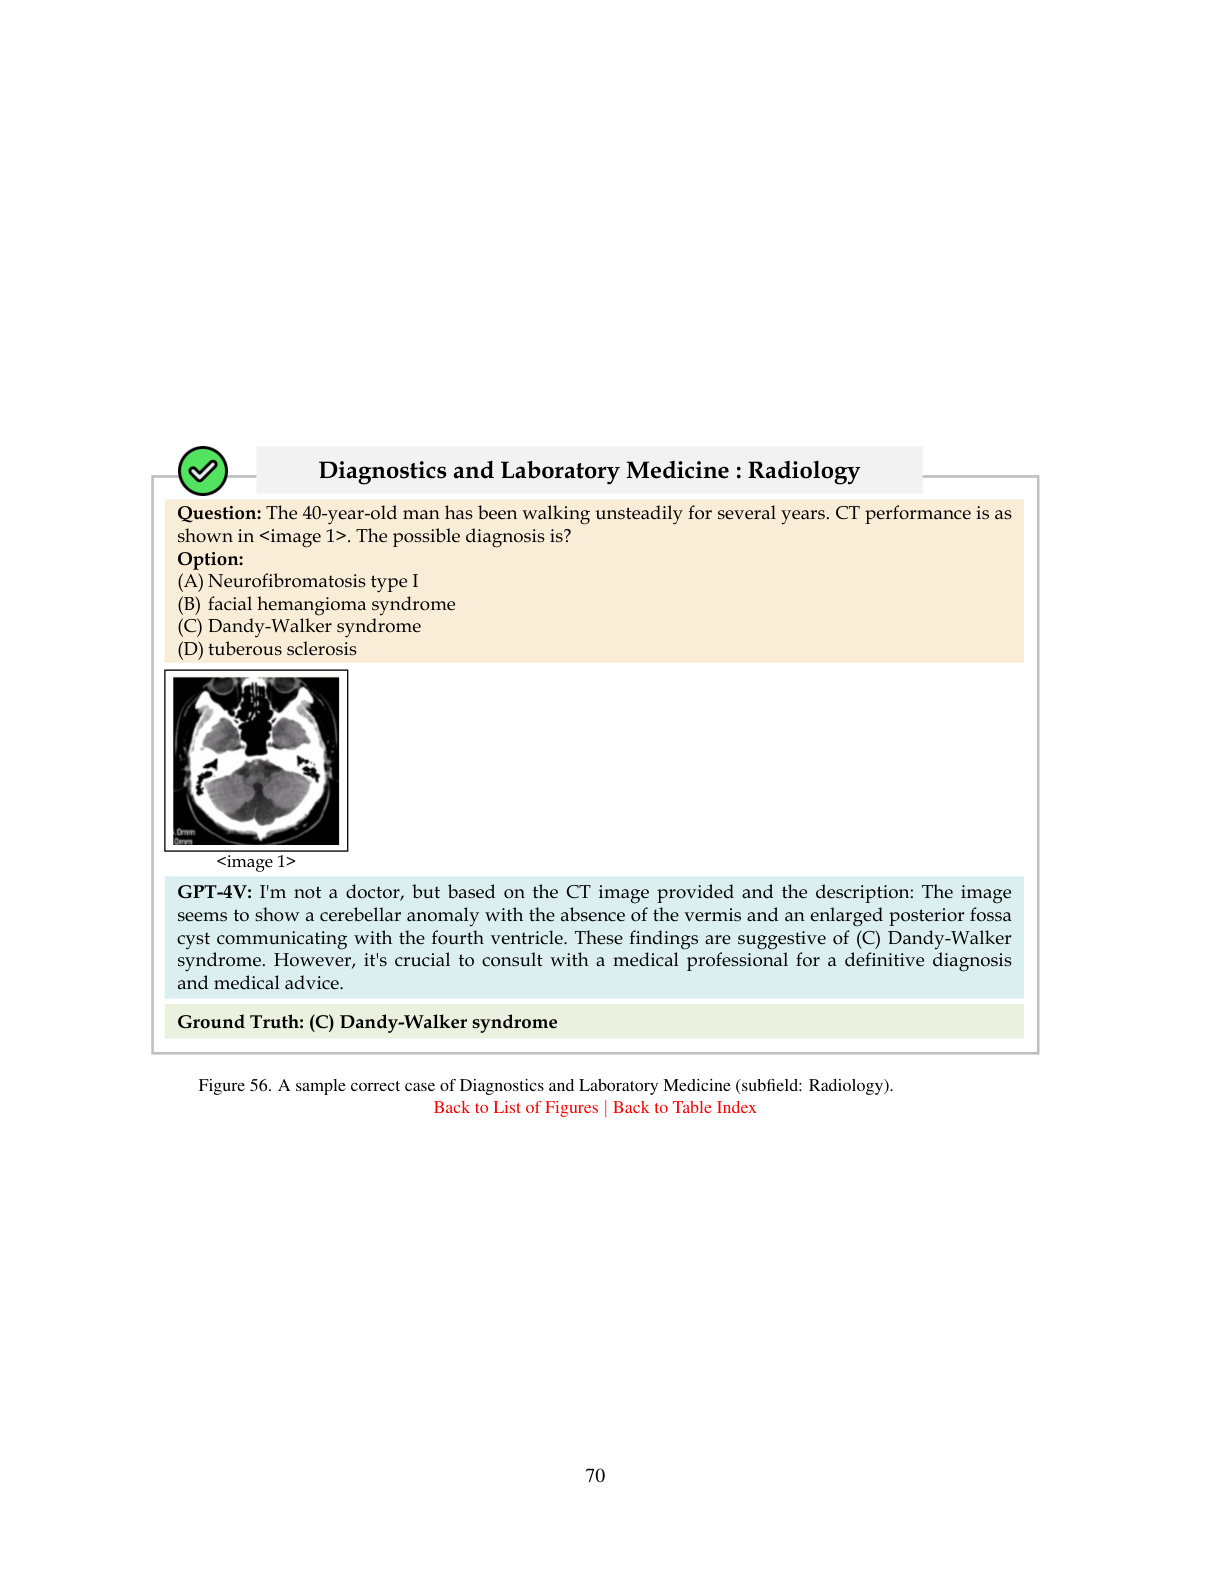 Diagnostics and Laboratory Medicine : Radiology
Question: The 40-year-old man has been walking unsteadily for several years. CT performance is as
shown in <image 1>. The possible diagnosis is?
Option:
(A) Neurofibromatosis type I
(B) facial hemangioma syndrome
(C) Dandy-Walker syndrome
(D) tuberous sclerosis
.0mm
0mm
<image 1>
GPT-4V: I'm not a doctor, but based on the CT image provided and the description: The image
seems to show a cerebellar anomaly with the absence of the vermis and an enlarged posterior fossa
cyst communicating with the fourth ventricle. These findings are suggestive of (C) Dandy-Walker
syndrome. However, it's crucial to consult with a medical professional for a definitive diagnosis
and medical advice.
Ground Truth: (C) Dandy-Walker syndrome
Figure 56. A sample correct case of Diagnostics and Laboratory Medicine (subfield: Radiology).
Back to List of Figures | Back to Table Index
70